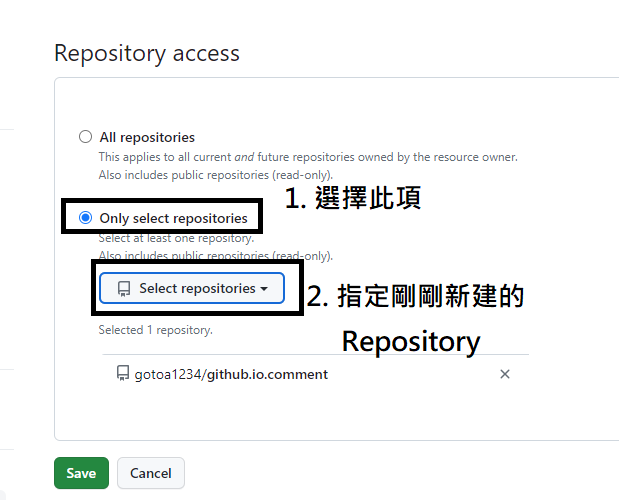 Repository access
All repositories
This applies to all current and future repositories owned by the resource owner.
Also includes public repositories (read-only).
1. 選擇此項
Only select repositories
Select at least one repository.
Also includes public repositories (read-only).
Select repositories
2. 指定剛剛新建的
Repository
Selected 1 repository.
gotoa1234/github.io.comment
Save
Cancel